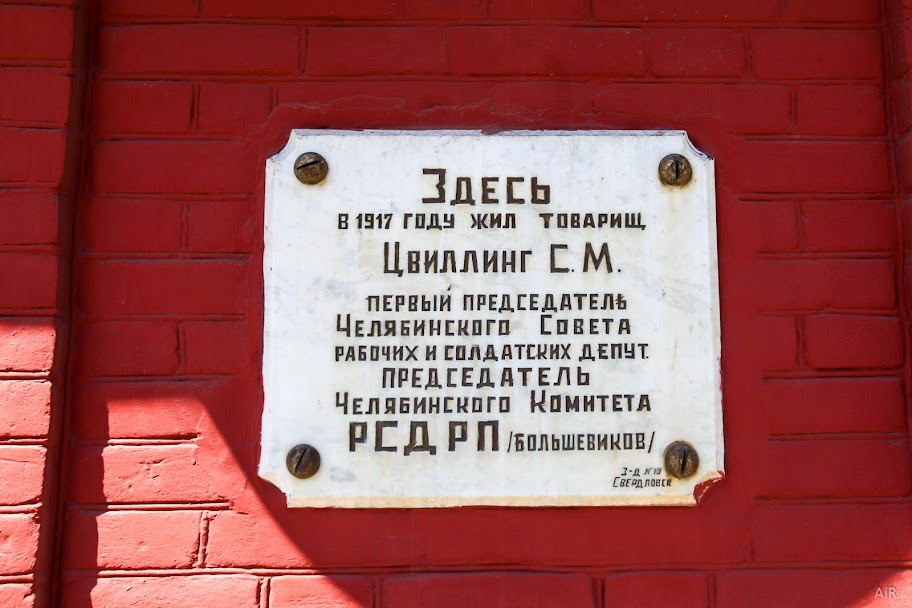 Здесь
в 1917 году жил товарищ
Цвиллинг С.М.
первый председатель
Челябинского Совета
рабочих и солдатских депут.
председатель
Челябинского Комитета
РСДРП /большевиков/
З-д №10
Свердловск
AiR